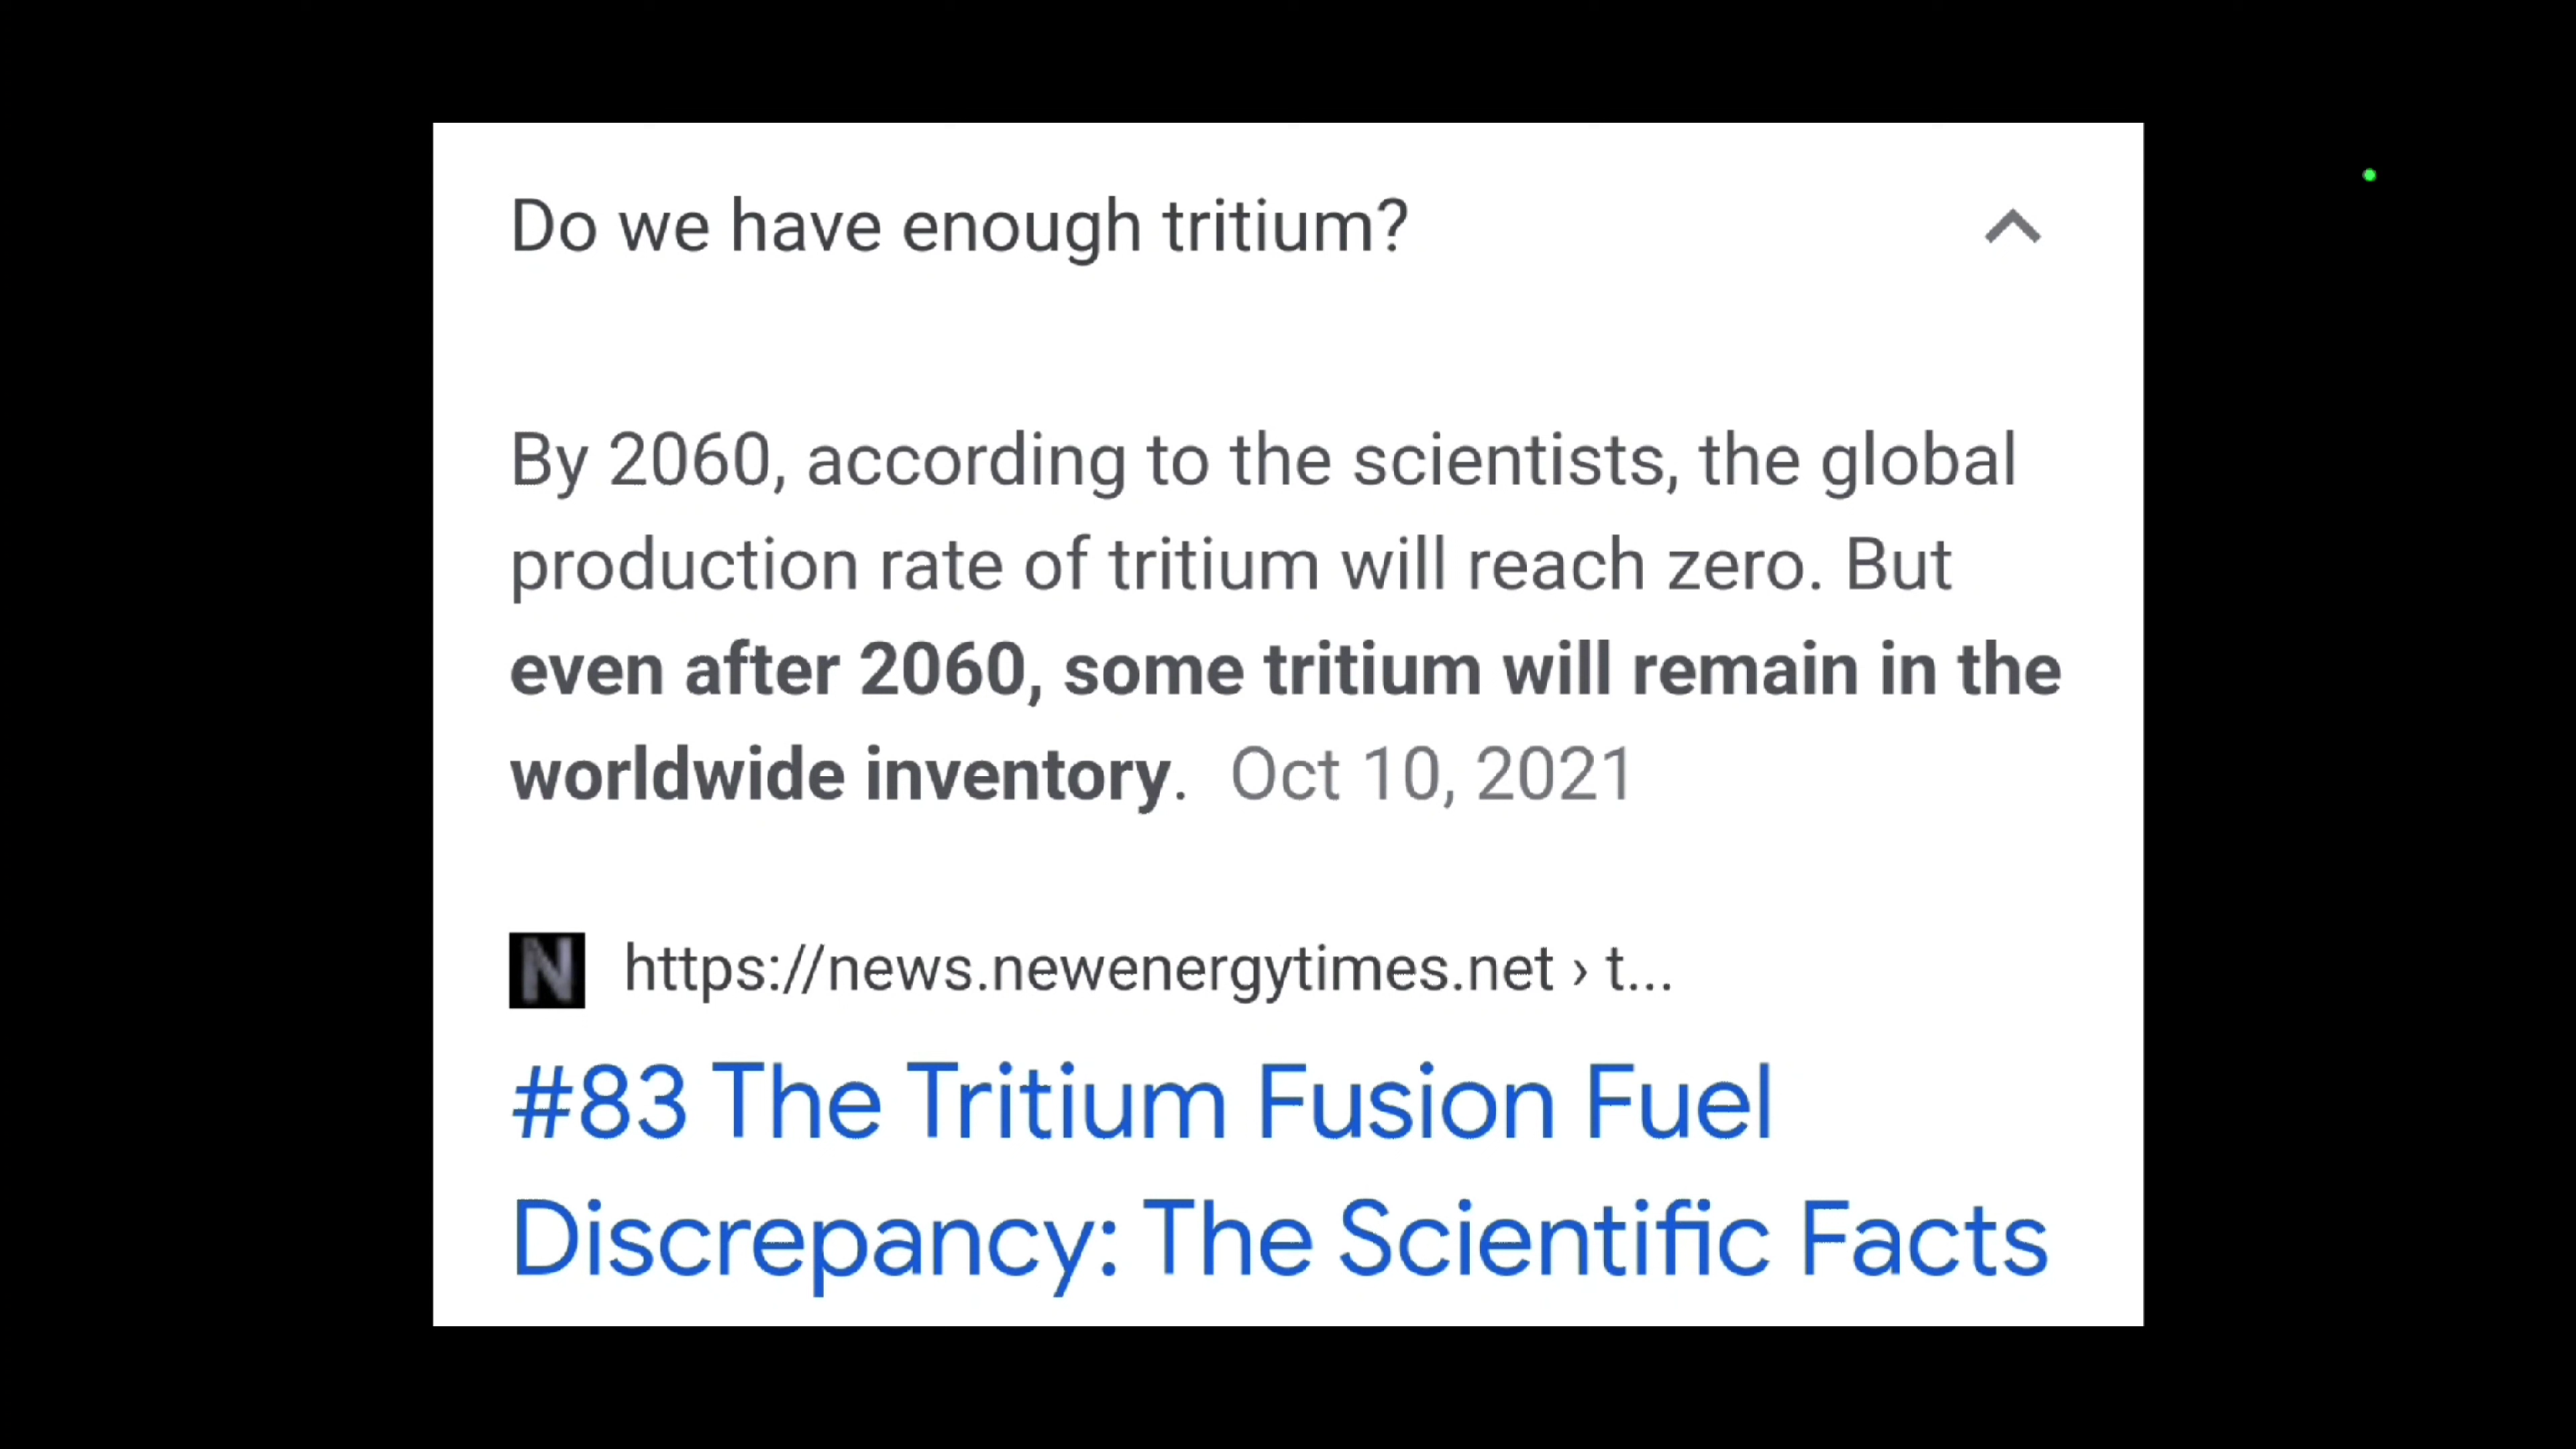 Do we have enough tritium?
By 2060, according to the scientists, the global
production rate of tritium will reach zero. But
even after 2060, some tritium will remain in the
worldwide inventory. Oct 10, 2021
N https://news.newenergytimes.net › t...
#83 The Tritium Fusion Fuel
Discrepancy: The Scientific Facts